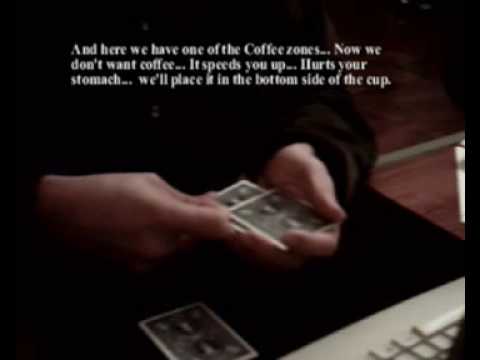 And here we have one of the Coffee zones... Now we
don't want coffee... It speeds you up... Hurts your
stomach... we'll place it in the bottom side of the cup.